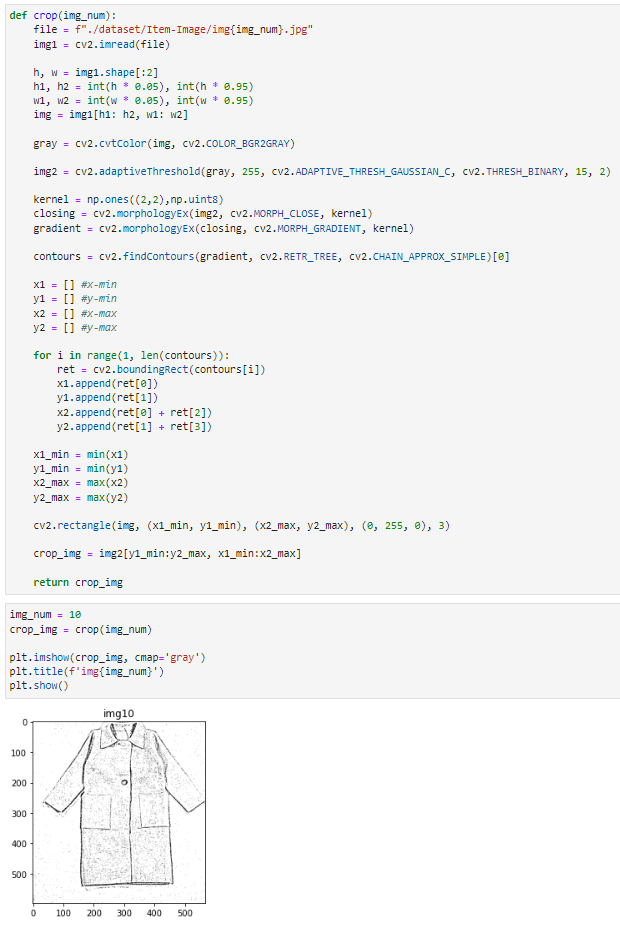 def crop(img_num):
    file = f"./dataset/Item-Image/img{img_num}.jpg"
    img1 = cv2.imread(file)

    h, w = img1.shape[:2]
    h1, h2 = int(h * 0.05), int(h * 0.95)
    w1, w2 = int(w * 0.05), int(w * 0.95)
    img = img1[h1: h2, w1: w2]

    gray = cv2.cvtColor(img, cv2.COLOR_BGR2GRAY)

    img2 = cv2.adaptiveThreshold(gray, 255, cv2.ADAPTIVE_THRESH_GAUSSIAN_C, cv2.THRESH_BINARY, 15, 2)

    kernel = np.ones((2,2),np.uint8)
    closing = cv2.morphologyEx(img2, cv2.MORPH_CLOSE, kernel)
    gradient = cv2.morphologyEx(closing, cv2.MORPH_GRADIENT, kernel)

    contours = cv2.findContours(gradient, cv2.RETR_TREE, cv2.CHAIN_APPROX_SIMPLE)[0]

    x1 = [] #x-min
    y1 = [] #y-min
    x2 = [] #x-max
    y2 = [] #y-max

    for i in range(1, len(contours)):
        ret = cv2.boundingRect(contours[i])
        x1.append(ret[0])
        y1.append(ret[1])
        x2.append(ret[0] + ret[2])
        y2.append(ret[1] + ret[3])

    x1_min = min(x1)
    y1_min = min(y1)
    x2_max = max(x2)
    y2_max = max(y2)

    cv2.rectangle(img, (x1_min, y1_min), (x2_max, y2_max), (0, 255, 0), 3)

    crop_img = img2[y1_min:y2_max, x1_min:x2_max]

    return crop_img

img_num = 10
crop_img = crop(img_num)

plt.imshow(crop_img, cmap='gray')
plt.title(f'img{img_num}')
plt.show()

img10
0
100
200
300
400
500
0 100 200 300 400 500